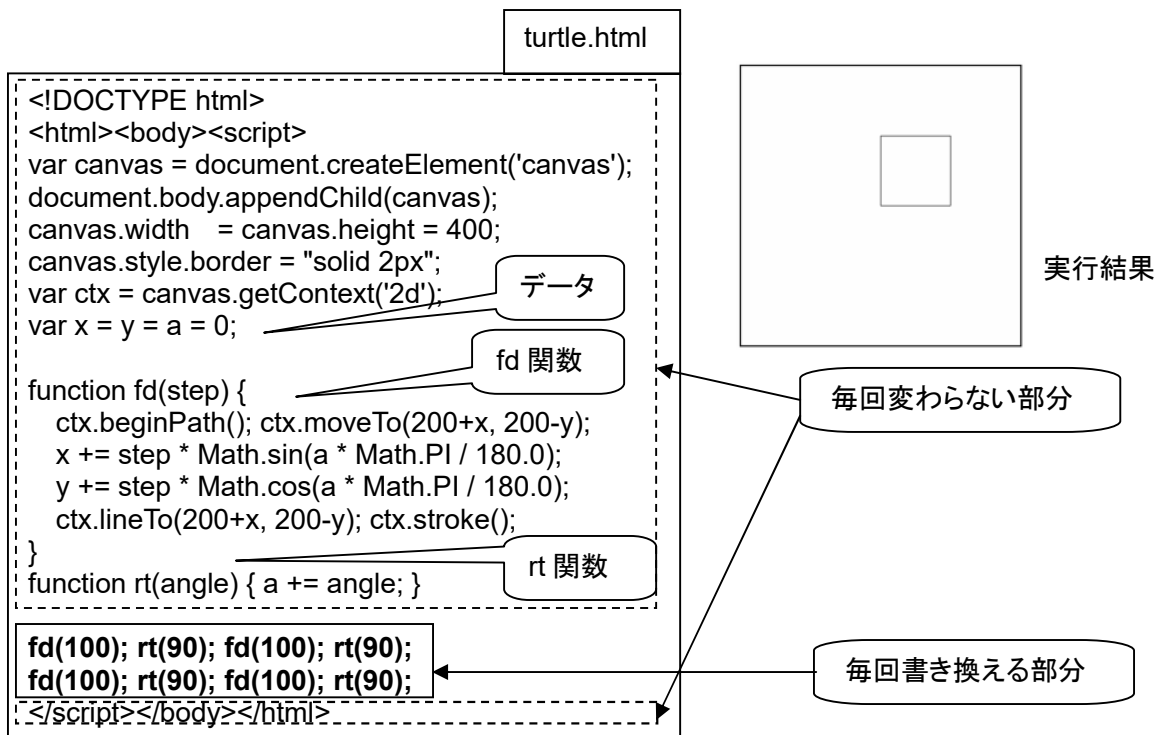 turtle.html
<!DOCTYPE html>
<html><body><script>
var canvas = document.createElement('canvas');
document.body.appendChild(canvas);
canvas.width   = canvas.height = 400;
canvas.style.border = "solid 2px";
var ctx = canvas.getContext('2d');
var x = y = a = 0;
データ
function fd(step) {
fd 関数
  ctx.beginPath(); ctx.moveTo(200+x, 200-y);
  x += step * Math.sin(a * Math.PI / 180.0);
  y += step * Math.cos(a * Math.PI / 180.0);
  ctx.lineTo(200+x, 200-y); ctx.stroke();
}
rt 関数
function rt(angle) { a += angle; }
fd(100); rt(90); fd(100); rt(90);
fd(100); rt(90); fd(100); rt(90);
</script></body></html>
実行結果
毎回変わらない部分
毎回書き換える部分